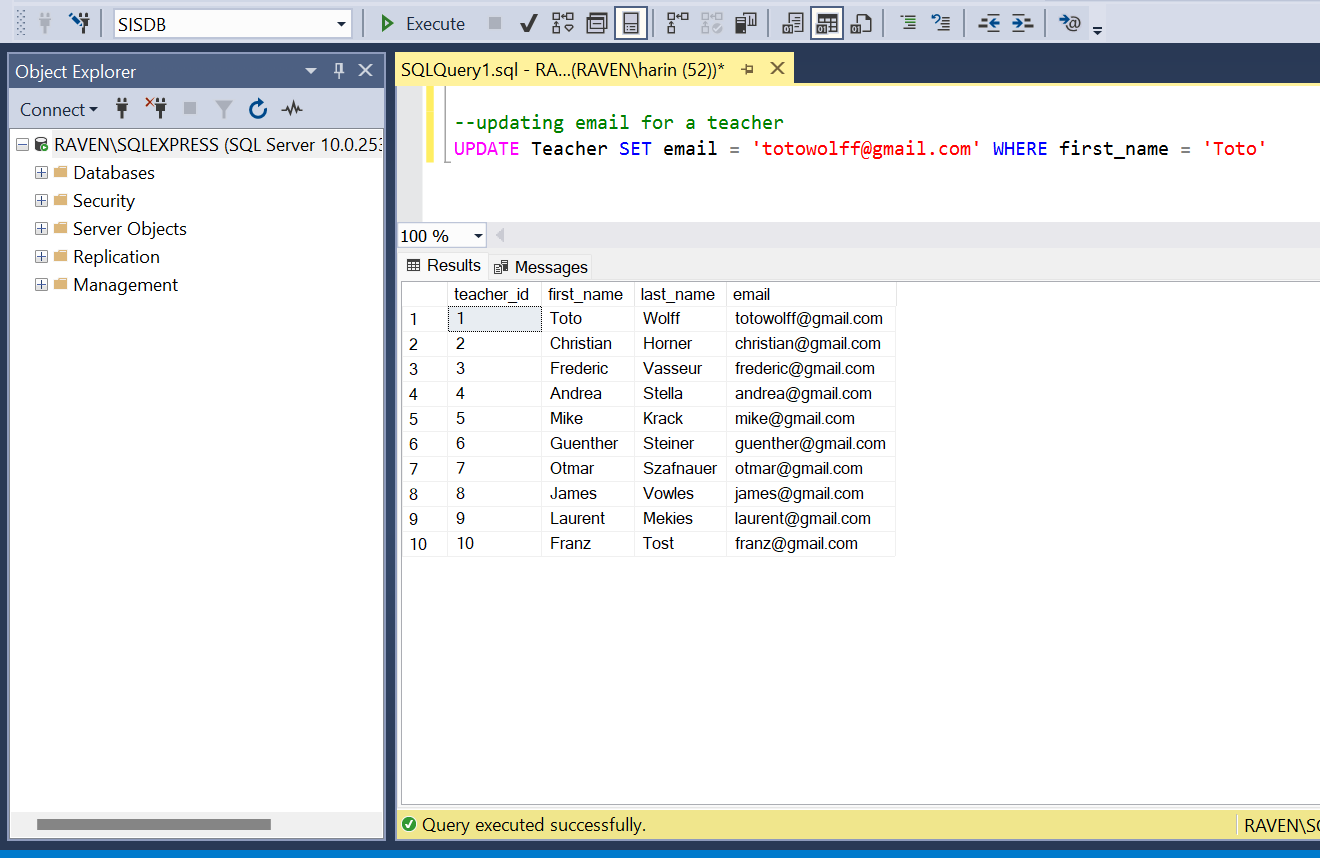 SISDB Execute
Object Explorer
SQLQuery1.sql - RA...(RAVEN\harin (52))*
Connect
RAVEN\SQLEXPRESS (SQL Server 10.0.253
Databases
Security
Server Objects
Replication
Management
--updating email for a teacher
UPDATE Teacher SET email = 'totowolff@gmail.com' WHERE first_name = 'Toto'
100 %
Results Messages
teacher_id first_name last_name email
1 1 Toto Wolff totowolff@gmail.com
2 2 Christian Horner christian@gmail.com
3 3 Frederic Vasseur frederic@gmail.com
4 4 Andrea Stella andrea@gmail.com
5 5 Mike Krack mike@gmail.com
6 6 Guenther Steiner guenther@gmail.com
7 7 Otmar Szafnauer otmar@gmail.com
8 8 James Vowles james@gmail.com
9 9 Laurent Mekies laurent@gmail.com
10 10 Franz Tost franz@gmail.com
Query executed successfully. RAVEN\SQ